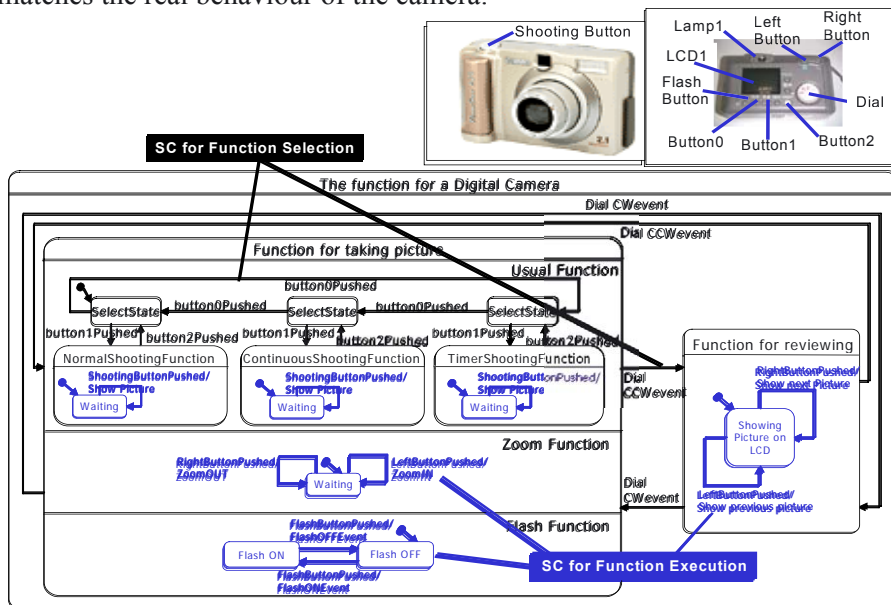 matches the real behaviour of the camera.
Shooting Button
Lamp1
Left
Button
Right
Button
LCD1
Flash
Button
Dial
Button0
Button1
Button2
SC for Function Selection
The function for a Digital Camera
Dial CWevent
Dial CCWevent
Function for taking picture
Usual Function
button0Pushed
SelectState
button0Pushed
SelectState
button0Pushed
SelectState
button1Pushed
button2Pushed
button1Pushed
button2Pushed
button1Pushed
button2Pushed
NormalShootingFunction
ContinuousShootingFunction
TimerShootingFunction
ShootingButtonPushed/
Show Picture
Waiting
ShootingButtonPushed/
Show Picture
Waiting
ShootingButtonPushed/
Show Picture
Waiting
Dial
CCWevent
Function for reviewing
RightButtonPushed/
Show next Picture
Showing
Picture on
LCD
LeftButtonPushed/
Show previous picture
Zoom Function
RightButtonPushed/
ZoomOUT
LeftButtonPushed/
ZoomIN
Waiting
Dial
CWevent
Flash Function
FlashButtonPushed/
FlashOFFEvent
Flash ON
Flash OFF
FlashButtonPushed/
FlashONEvent
SC for Function Execution